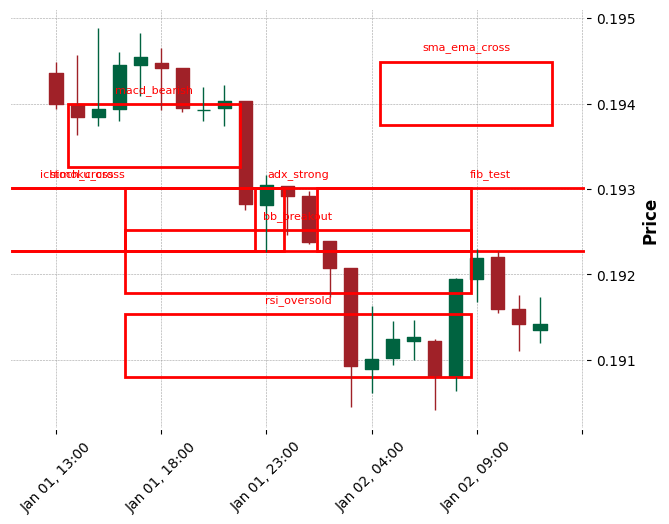 0.195
sma_ema_cross
macd_bearish
0.194
stoch_cross
adx_strong
fib_test
0.193
bb_breakout
Price
0.192
rsi_oversold
0.191
Jan 01, 13:00
Jan 01, 18:00
Jan 01, 23:00
Jan 02, 04:00
Jan 02, 09:00